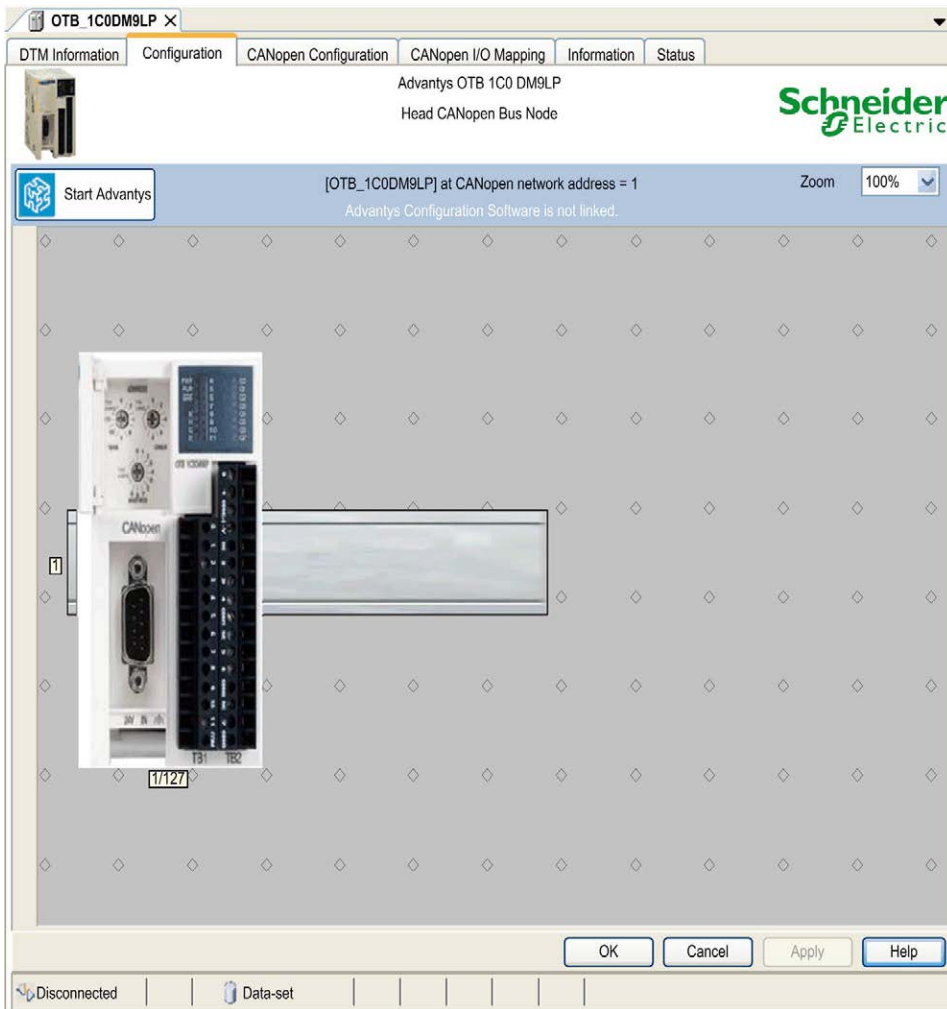 OTB_1C0DM9LP
DTM Information Configuration CANopen Configuration CANopen I/O Mapping Information Status
Advantys OTB 1C0 DM9LP
Head CANopen Bus Node
Schneider
Electric
Start Advantys
[OTB_1C0DM9LP] at CANopen network address = 1
Advantys Configuration Software is not linked.
Zoom 100%
CANopen
1
24V 0V
TB1 TB2
1/127
OK Cancel Apply Help
Disconnected Data-set